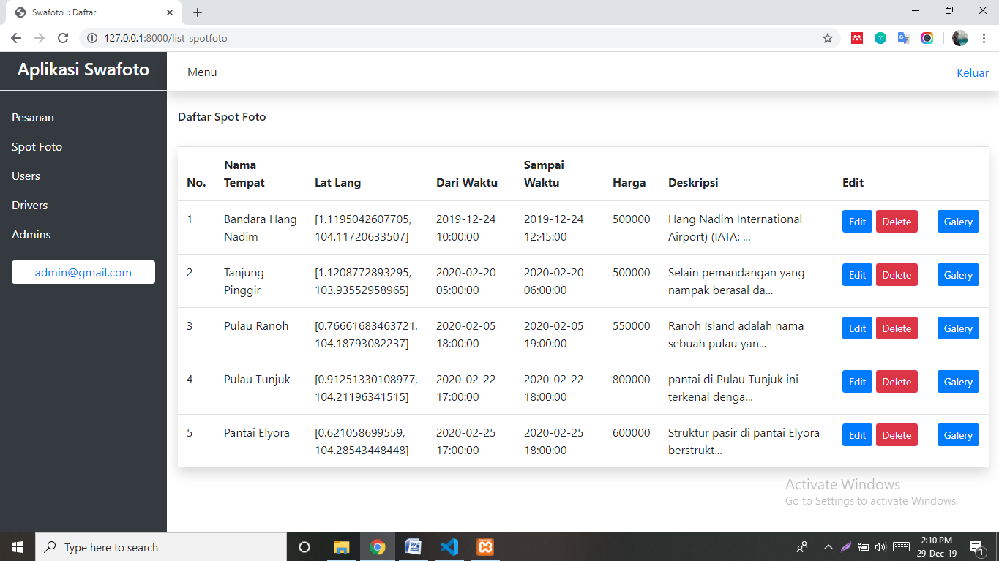 Swafoto :: Daftar
127.0.0.1:8000/list-spotfoto
Aplikasi Swafoto
Menu
Keluar
Pesanan
Spot Foto
Users
Drivers
Admins
admin@gmail.com
Daftar Spot Foto
No. Nama Tempat Lat Lang Dari Waktu Sampai Waktu Harga Deskripsi Edit
1 Bandara Hang [1.1195042607705, 2019-12-24 2019-12-24 500000 Hang Nadim International Edit Delete Galery
Nadim 104.11720633507] 10:00:00 12:45:00 Airport) (IATA: ...
2 Tanjung [1.1208772893295, 2020-02-20 2020-02-20 500000 Selain pemandangan yang Edit Delete Galery
Pinggir 103.93552958965] 05:00:00 06:00:00 nampak berasal da...
3 Pulau Ranoh [0.76661683463721, 2020-02-05 2020-02-05 550000 Ranoh Island adalah nama Edit Delete Galery
104.18793082237] 18:00:00 19:00:00 sebuah pulau yan...
4 Pulau Tunjuk [0.91251330108977, 2020-02-22 2020-02-22 800000 pantai di Pulau Tunjuk ini Edit Delete Galery
104.21196341515] 17:00:00 18:00:00 terkenal denga...
5 Pantai Elyora [0.621058699559, 2020-02-25 2020-02-25 600000 Struktur pasir di pantai Elyora Edit Delete Galery
104.28543448448] 17:00:00 18:00:00 berstrukt...
Activate Windows
Go to Settings to activate Windows.
Type here to search
2:10 PM
29-Dec-19
1